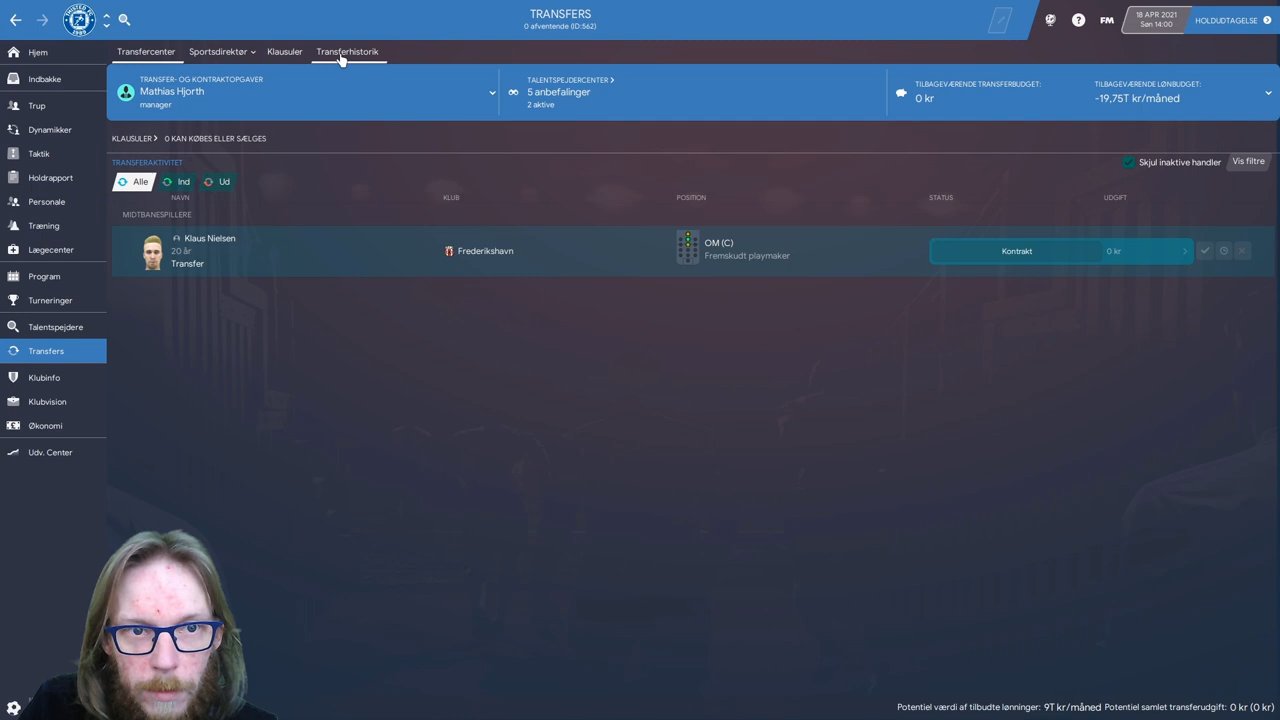 TRANSFERS
0 afventende (ID:562)
FM
18 APR 2021
Søn 14:00
HOLDUDTAGELSE
Hjem
Transfercenter
Sportsdirektør
Klausuler
Transferhistorik
Indbakke
Trup
Dynamikker
Taktik
Holdrapport
Personale
Træning
Lægecenter
Program
Turneringer
Talentspejdere
Transfers
Klubinfo
Klubvision
Økonomi
Udv. Center
TRANSFER- OG KONTRAKTOPGAVER
Mathias Hjorth
manager
TALENTSPEJDERCENTER
5 anbefalinger
2 aktive
TILBAGEVÆRENDE TRANSFERBUDGET:
0 kr
TILBAGEVÆRENDE LØNBUDGET:
-19,75T kr/måned
KLAUSULER
0 KAN KØBES ELLER SÆLGES
TRANSFERAKTIVITET
Skjul inaktive handler
Vis filtre
Alle
Ind
Ud
NAVN
KLUB
POSITION
STATUS
UDGIFT
MIDTBANESPILLERE
Klaus Nielsen
20 år
Transfer
Frederikshavn
OM (C)
Fremskudt playmaker
Kontrakt
0 kr
Potentiel værdi af tilbudte lønninger: 9T kr/måned Potentiel samlet transferudgift: 0 kr (0 kr)